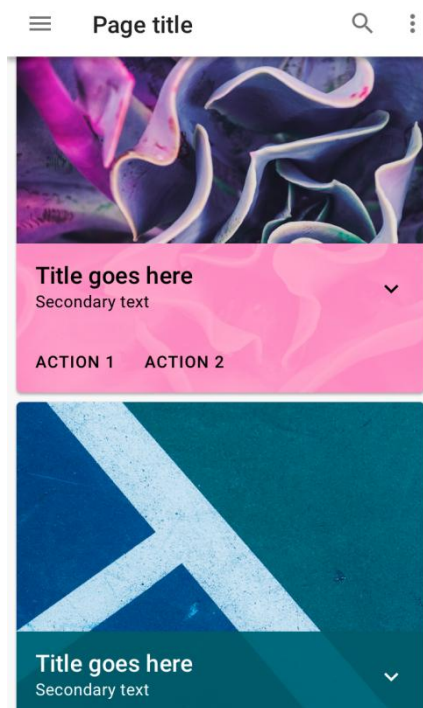 Page title
Title goes here
Secondary text
ACTION 1 ACTION 2
Title goes here
Secondary text